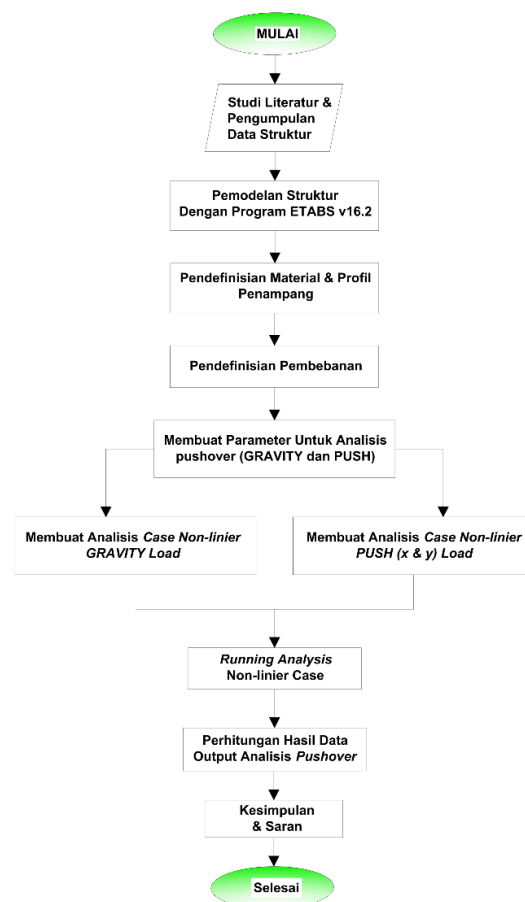 MULAI
Studi Literatur &
Pengumpulan
Data Struktur
Pemodelan Struktur
Dengan Program ETABS v16.2
Pendefinisian Material & Profil
Penampang
Pendefinisian Pembebanan
Membuat Parameter Untuk Analisis
pushover (GRAVITY dan PUSH)
Membuat Analisis Case Non-linier
GRAVITY Load
Membuat Analisis Case Non-linier
PUSH (x & y) Load
Running Analysis
Non-linier Case
Perhitungan Hasil Data
Output Analisis Pushover
Kesimpulan
& Saran
Selesai